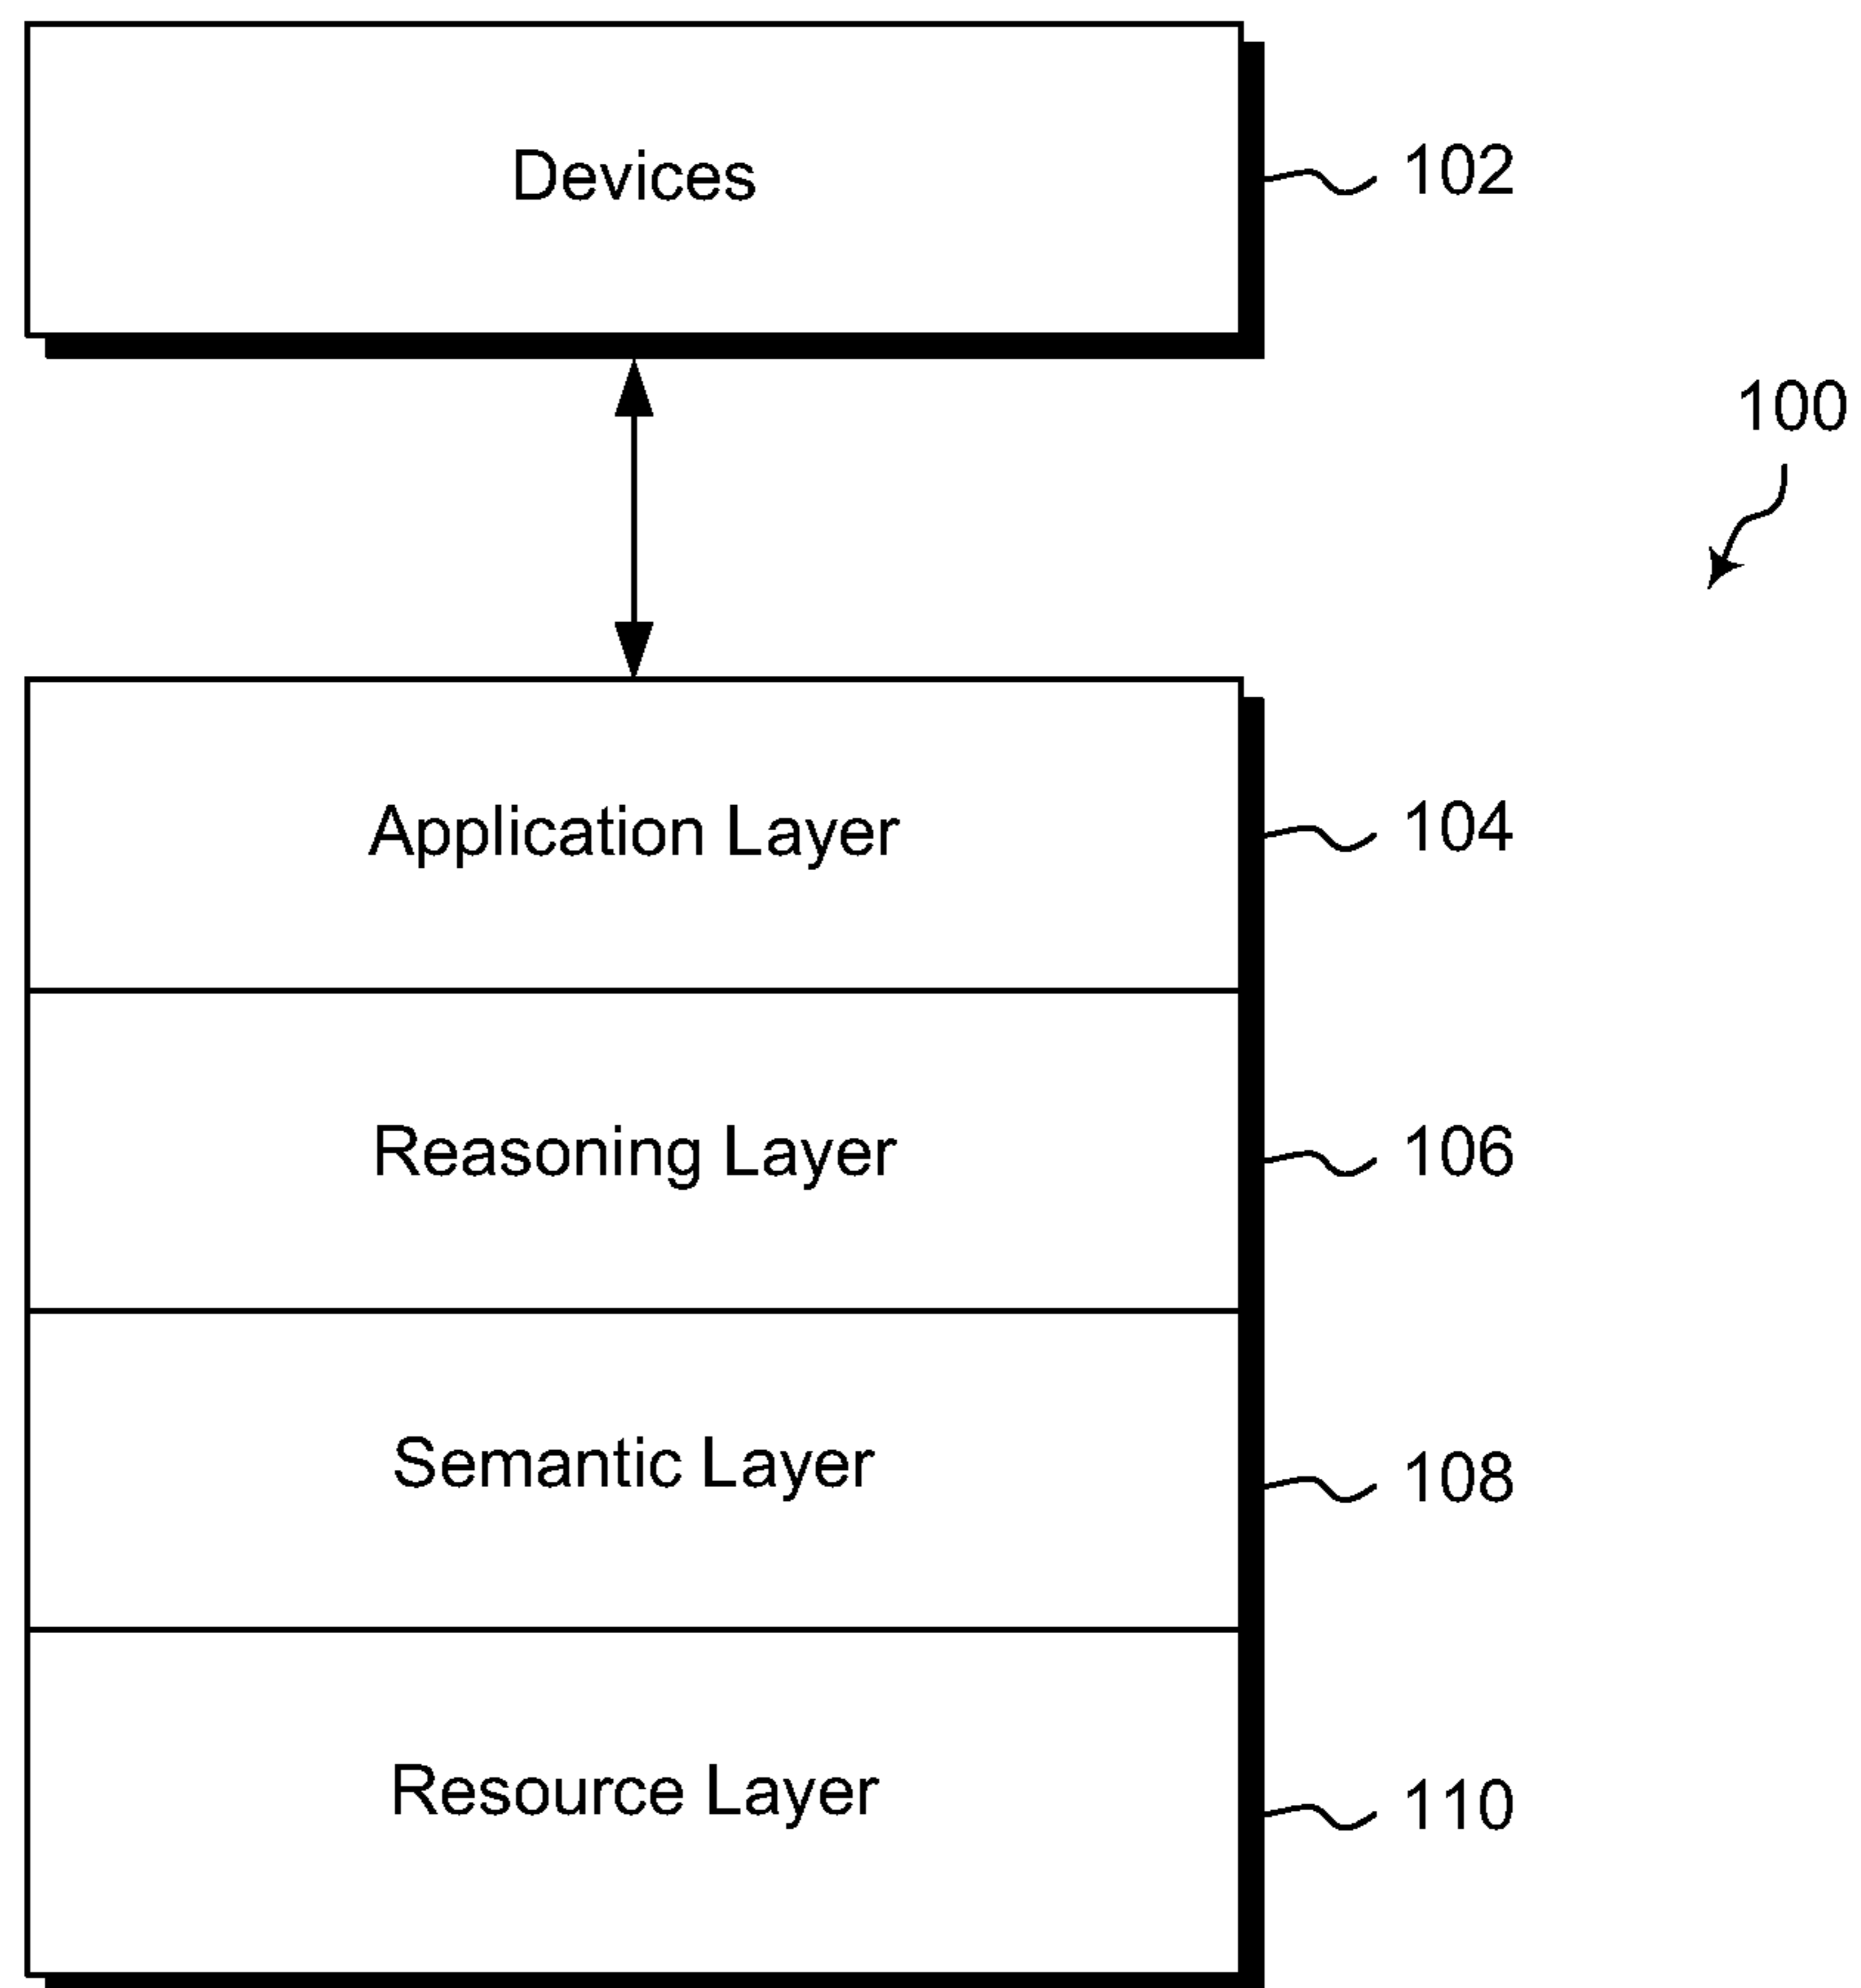 Devices
102
100
Application Layer
104
Reasoning Layer
106
Semantic Layer
108
Resource Layer
110